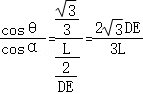 cosθ/cosα = (√3/3)/(L/(2/DE)) = 2√3DE/3L